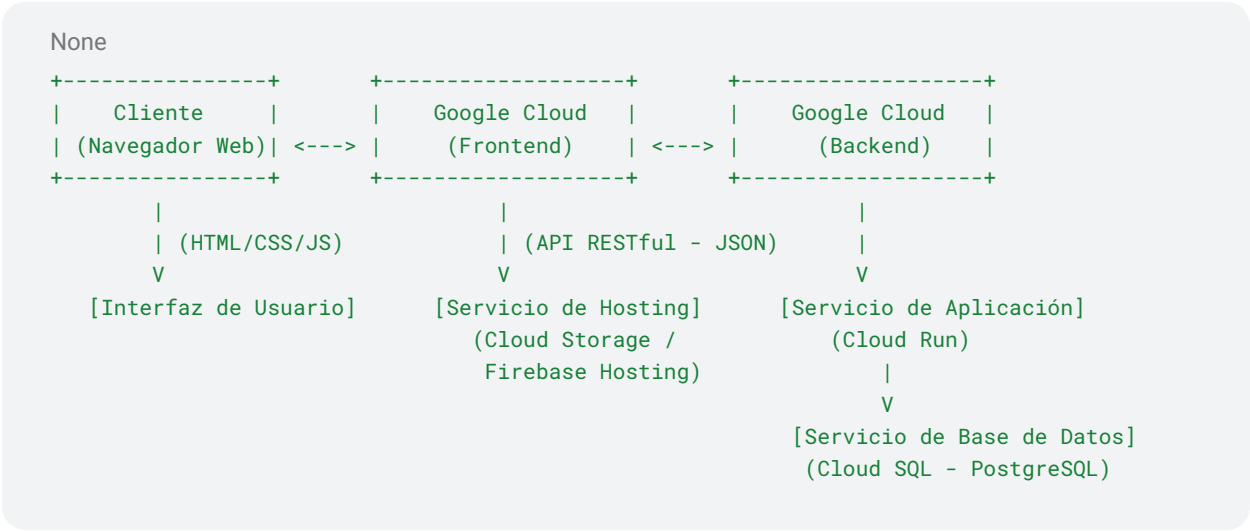 None
+----------------+       +-------------------+       +-------------------+
|    Cliente     |       |    Google Cloud   |       |    Google Cloud   |
| (Navegador Web)| <---> |     (Frontend)    | <---> |      (Backend)    |
+----------------+       +-------------------+       +-------------------+
        |                          |                           |
        | (HTML/CSS/JS)            | (API RESTful - JSON)      |
        V                          V                           V
   [Interfaz de Usuario]      [Servicio de Hosting]      [Servicio de Aplicación]
                                 (Cloud Storage /            (Cloud Run)
                                  Firebase Hosting)              |
                                                                 V
                                                          [Servicio de Base de Datos]
                                                           (Cloud SQL - PostgreSQL)